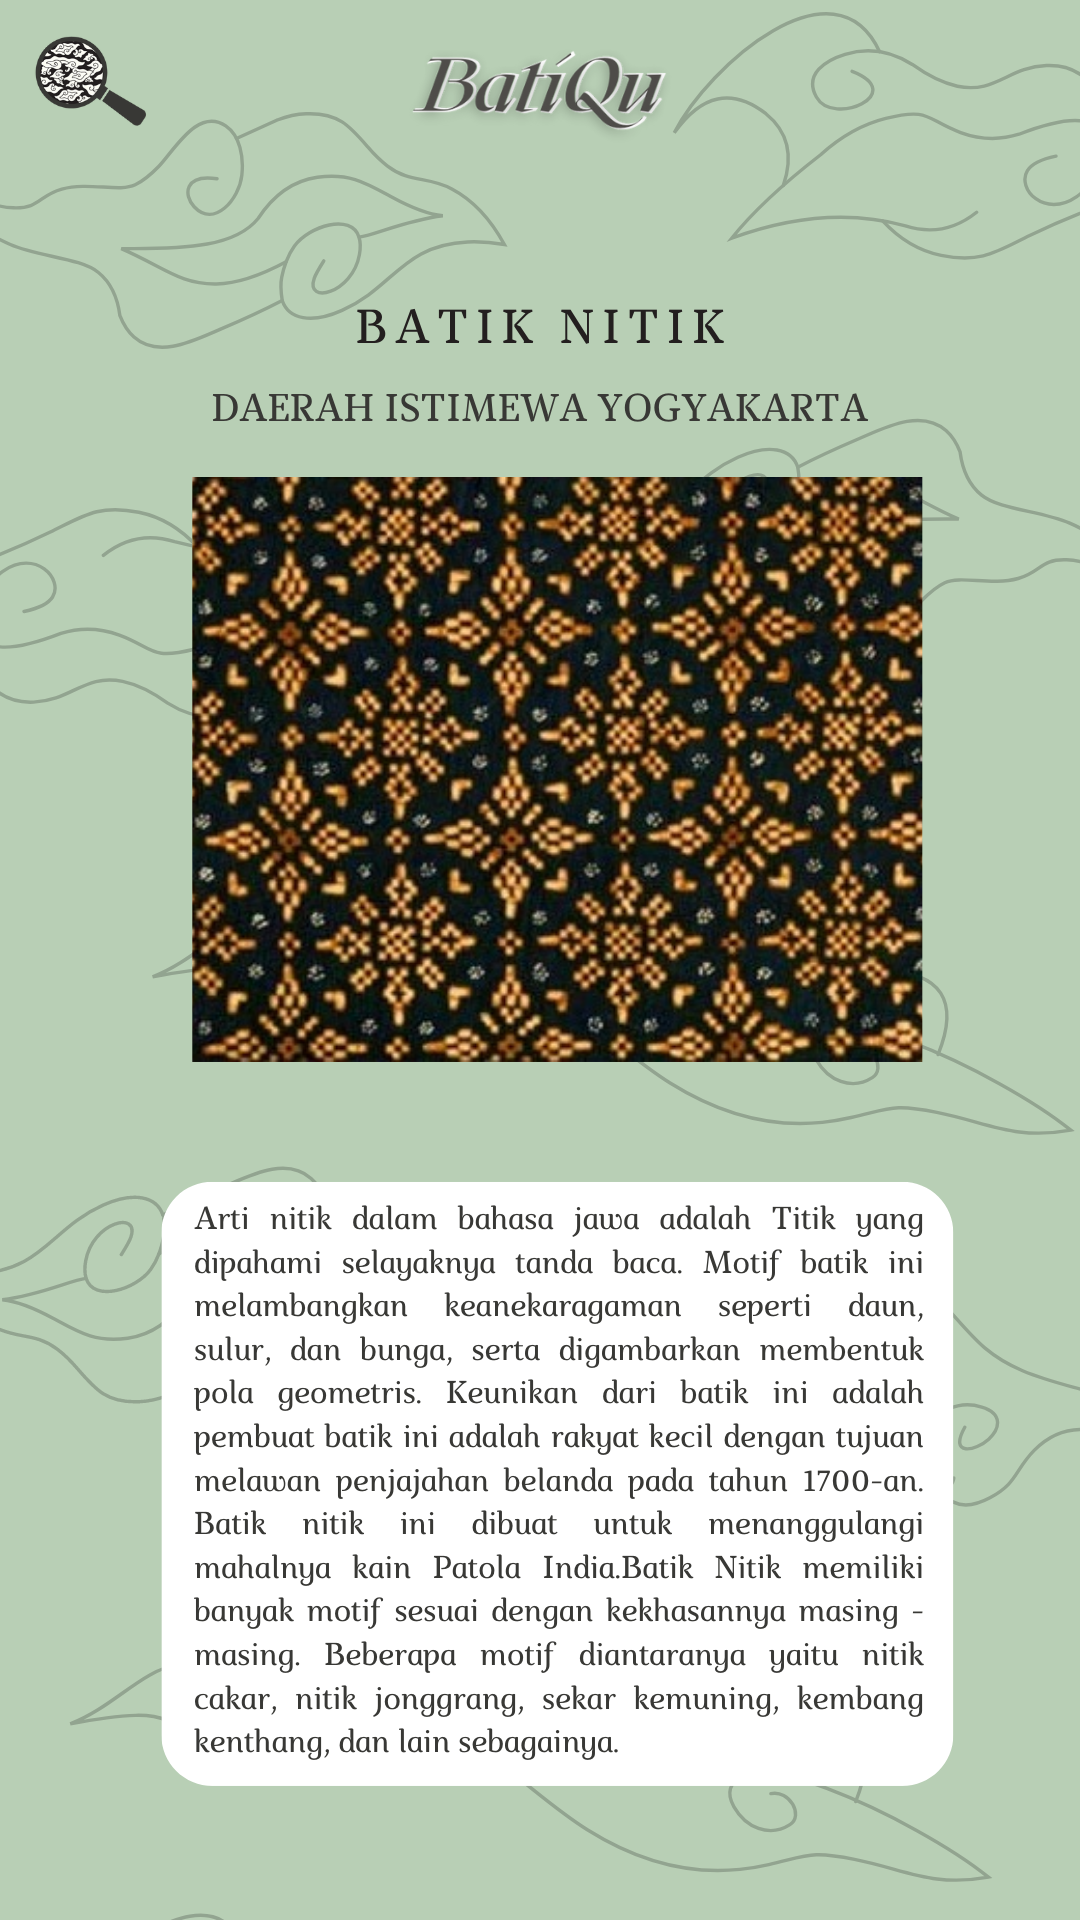 BatiQu
BATIK NITIK
DAERAH ISTIMEWA YOGYAKARTA
Arti nitik dalam bahasa jawa adalah Titik yang
dipahami selayaknya tanda baca. Motif batik ini
melambangkan keanekaragaman seperti daun,
sulur, dan bunga, serta digambarkan membentuk
pola geometris. Keunikan dari batik ini adalah
pembuat batik ini adalah rakyat kecil dengan tujuan
melawan penjajahan belanda pada tahun 1700-an.
Batik nitik ini dibuat untuk menanggulangi
mahalnya kain Patola India.Batik Nitik memiliki
banyak motif sesuai dengan kekhasannya masing -
masing. Beberapa motif diantaranya yaitu nitik
cakar, nitik jonggrang, sekar kemuning, kembang
kenthang, dan lain sebagainya.